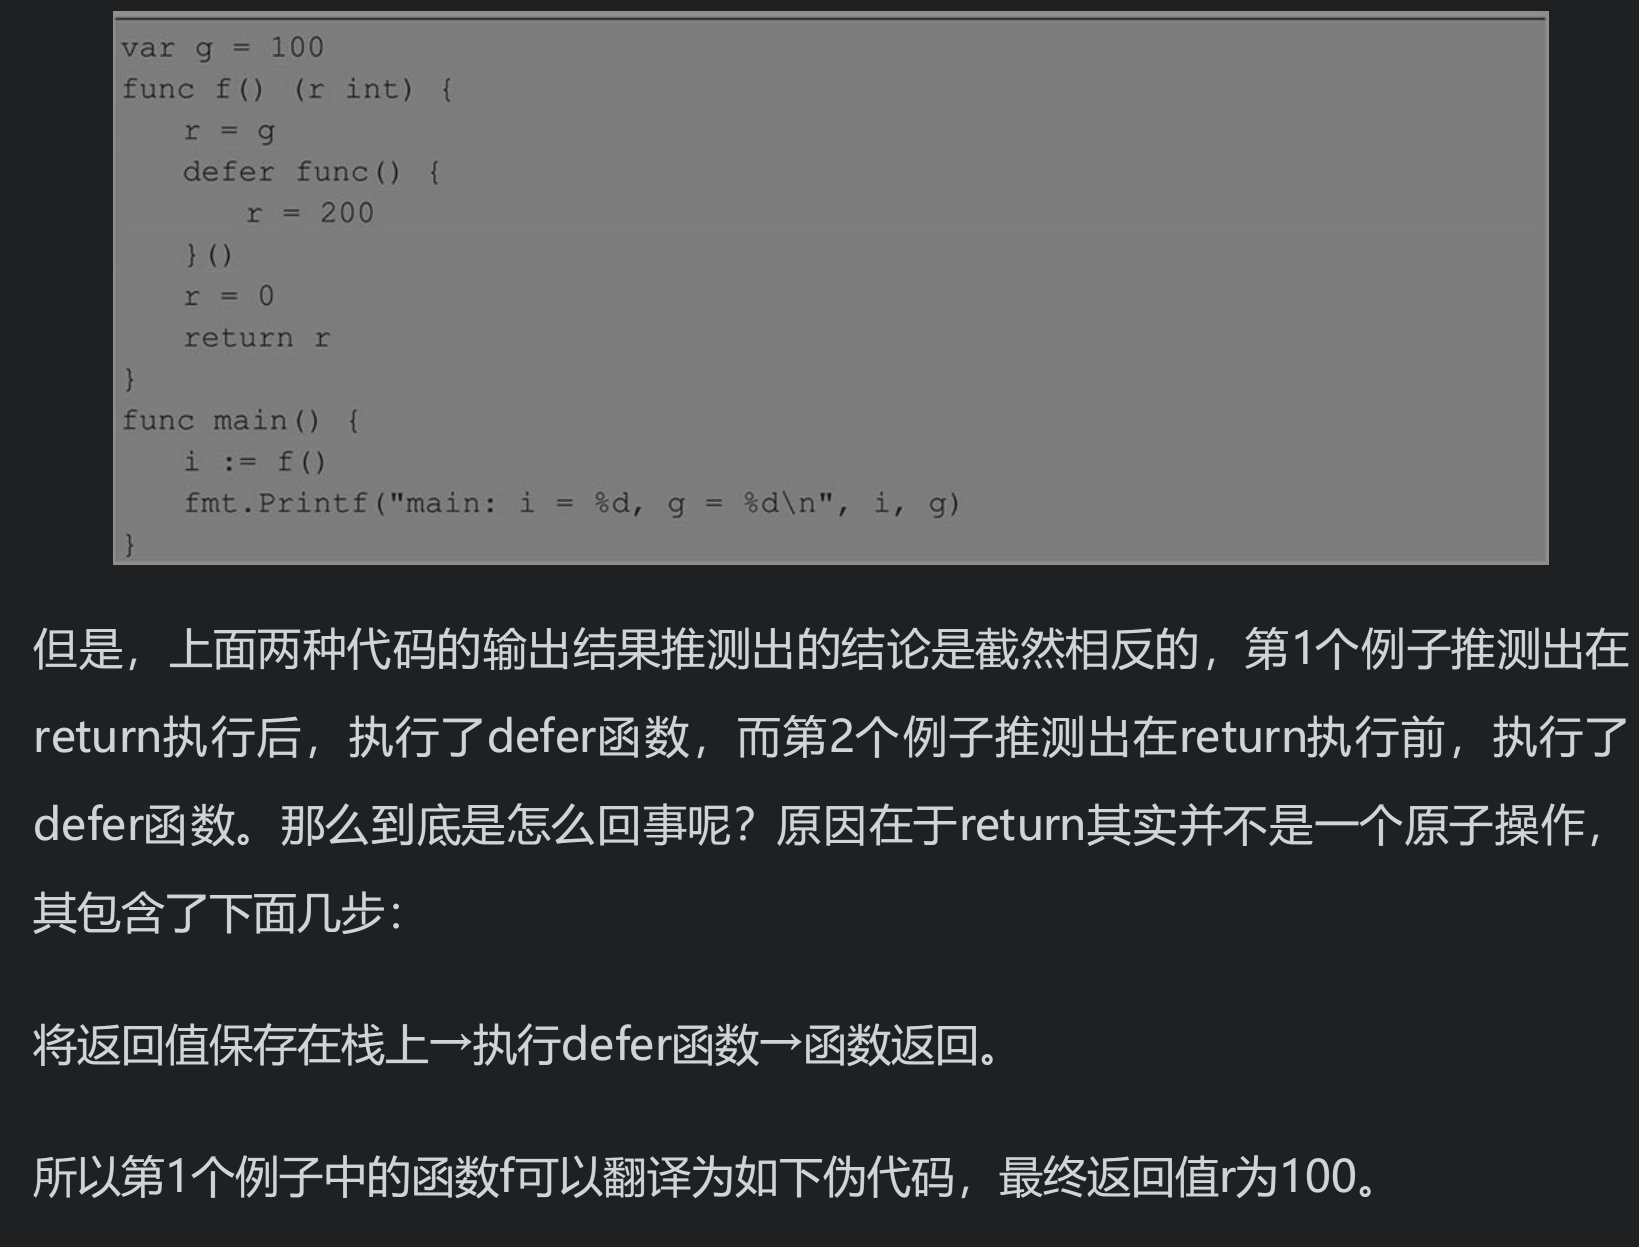 var g = 100
func f() (r int) {
    r = g
    defer func() {
        r = 200
    }()
    r = 0
    return r
}
func main() {
    i := f()
    fmt.Printf("main: i = %d, g = %d\n", i, g)
}
但是，上面两种代码的输出结果推测出的结论是截然相反的，第1个例子推测出在
return执行后，执行了defer函数，而第2个例子推测出在return执行前，执行了
defer函数。那么到底是怎么回事呢？原因在于return其实并不是一个原子操作，
其包含了下面几步：
将返回值保存在栈上→执行defer函数→函数返回。
所以第1个例子中的函数f可以翻译为如下伪代码，最终返回值r为100。